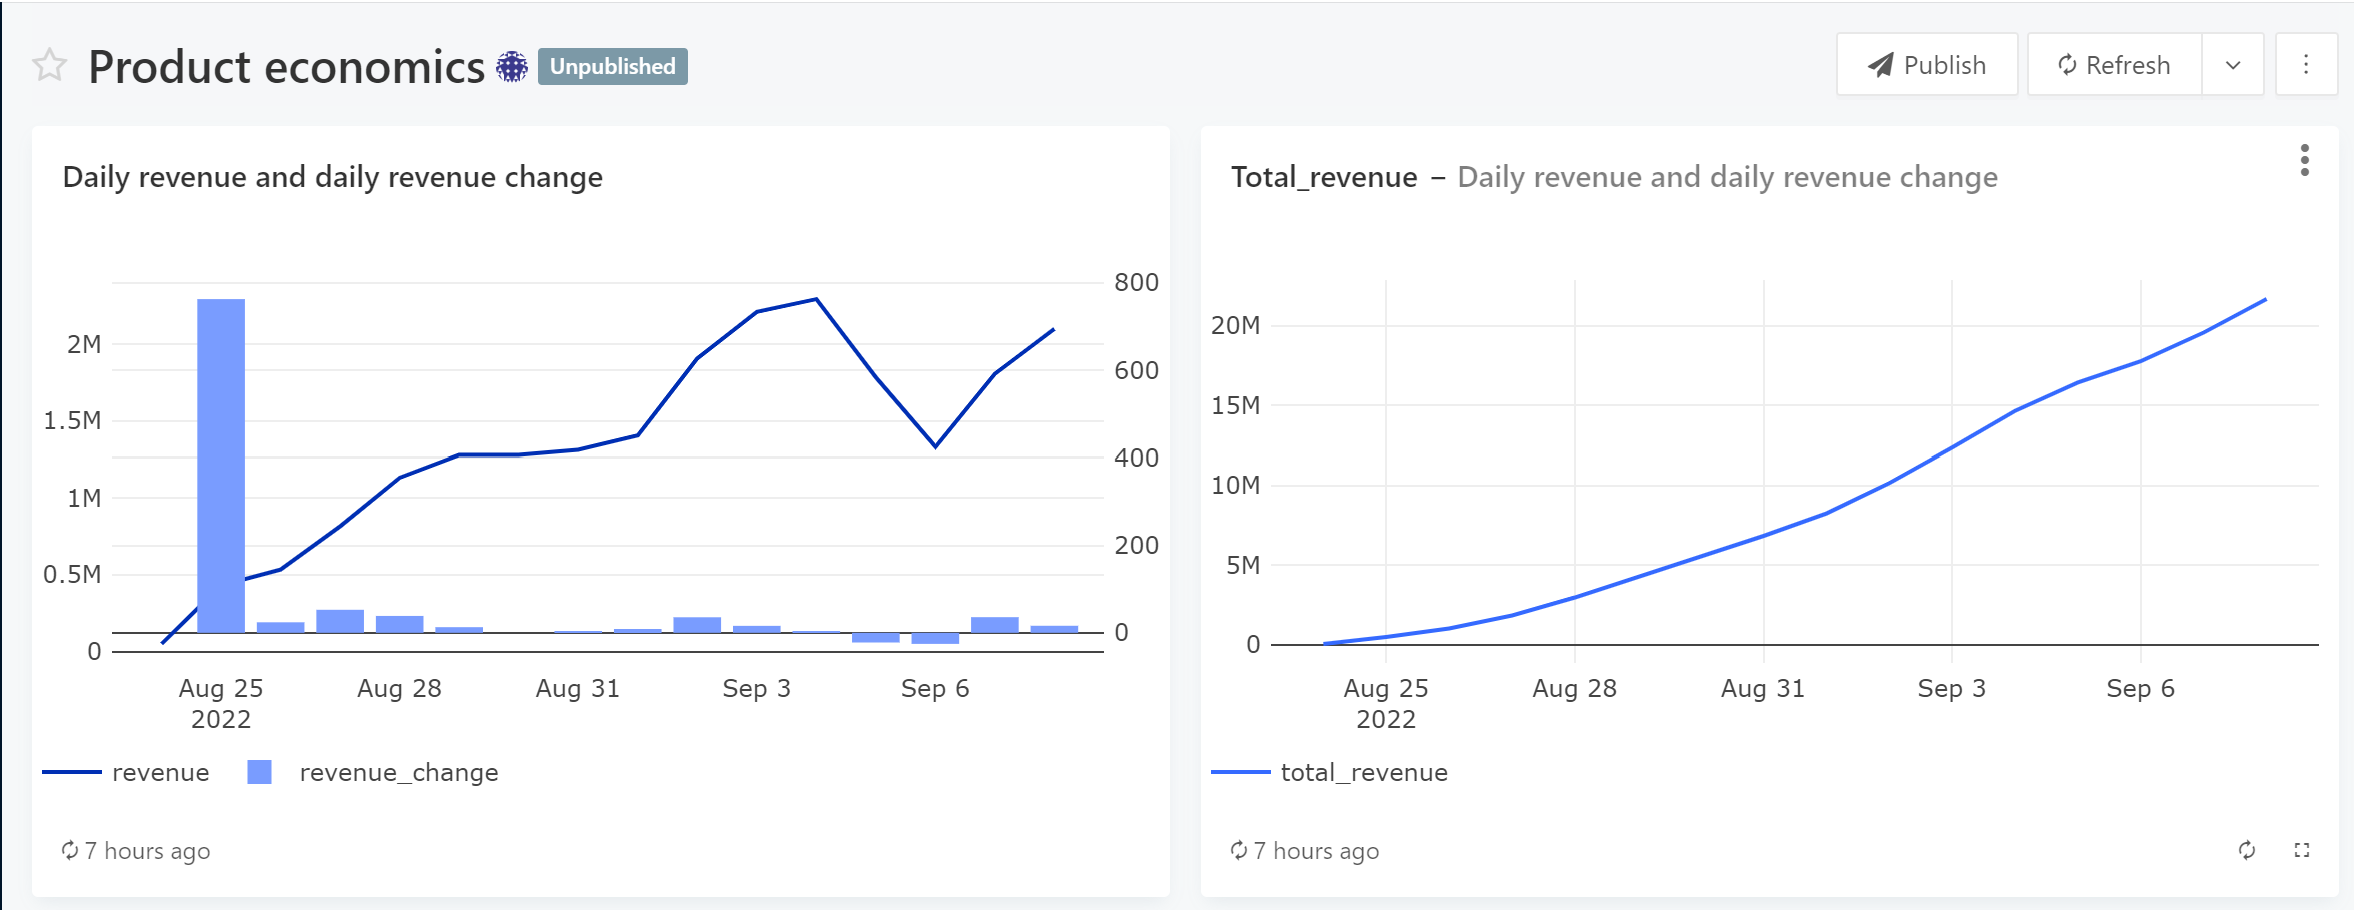 Product economics Unpublished
Publish
Refresh
Daily revenue and daily revenue change
800
2M
600
1.5M
400
1M
200
0.5M
0
0
Aug 25 Aug 28 Aug 31 Sep 3 Sep 6
2022
revenue revenue_change
7 hours ago
Total_revenue – Daily revenue and daily revenue change
20M
15M
10M
5M
0
Aug 25 Aug 28 Aug 31 Sep 3 Sep 6
2022
total_revenue
7 hours ago